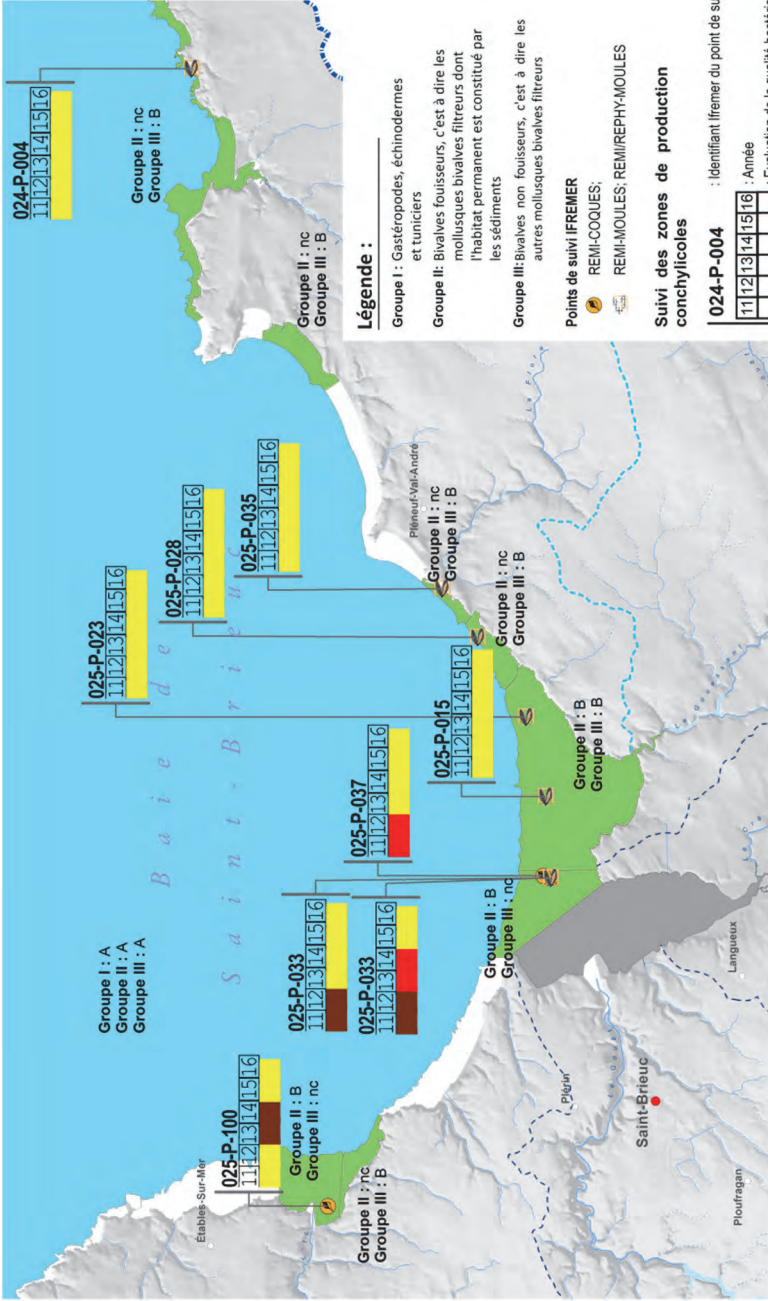 024-P-004
11 12 13 14 15 16
Groupe II : nc
Groupe III : B
Groupe II : nc
Groupe III : B
025-P-023
11 12 13 14 15 16
025-P-028
11 12 13 14 15 16
025-P-035
11 12 13 14 15 16
Baie de
Saint-Brieuc
Groupe I : A
Groupe II : A
Groupe III : A
Pléneuf-Val-André
Groupe II : nc
Groupe III : B
Groupe II : nc
Groupe III : B
025-P-015
11 12 13 14 15 16
Groupe II : B
Groupe III : B
025-P-037
11 12 13 14 15 16
025-P-033
11 12 13 14 15 16
025-P-033
11 12 13 14 15 16
Groupe II : B
Groupe III : nc
025-P-100
11 12 13 14 15 16
Groupe II : B
Groupe III : nc
Étables-Sur-Mer
Groupe II : nc
Groupe III : B
Langueux
Plérin
Saint-Brieuc
Ploufragan
Légende :
Groupe I : Gastéropodes, échinodermes
et tuniciers
Groupe II: Bivalves fouisseurs, c'est à dire les
mollusques bivalves filtreurs dont
l'habitat permanent est constitué par
les sédiments
Groupe III: Bivalves non fouisseurs, c'est à dire les
autres mollusques bivalves filtreurs
Points de suivi IFREMER
REMI-COQUES;
REMI-MOULES; REMI/REPHY-MOULES
Suivi des zones de production
conchylicoles
024-P-004 : Identifiant Ifremer du point de su
11 12 13 14 15 16 : Année